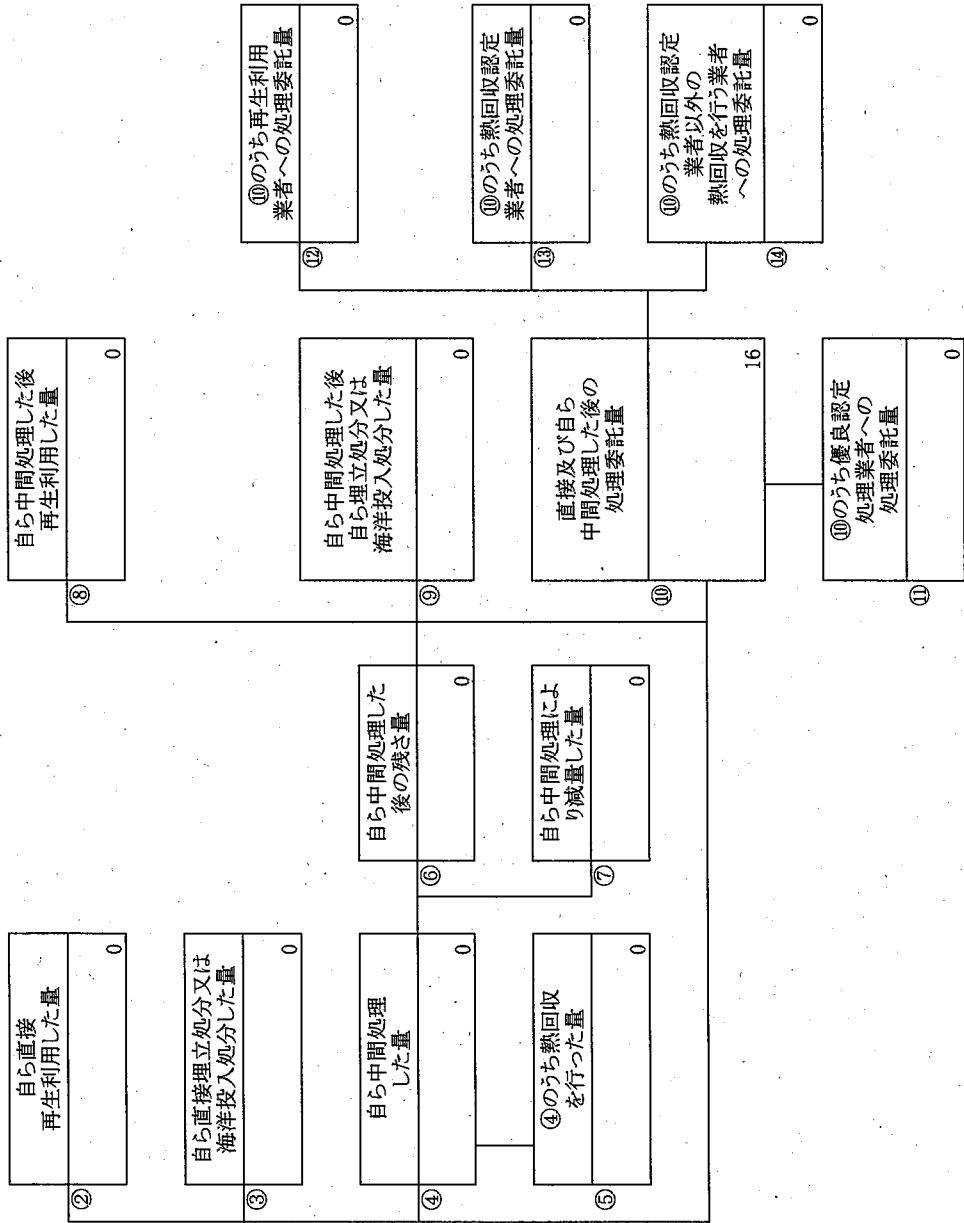 ②
自ら直接
再生利用した量
0
③
自ら直接埋立処分又は
海洋投入処分した量
0
④
自ら中間処理
した量
0
⑤
④のうち熱回収
を行った量
0
⑥
自ら中間処理した
後の残さ量
0
⑦
自ら中間処理によ
り減量した量
0
⑧
自ら中間処理した後
再生利用した量
0
⑨
自ら中間処理した後
自ら埋立処分又は
海洋投入処分した量
0
⑩
直接及び自ら
中間処理した後の
処理委託量
16
⑪
⑩のうち優良認定
処理業者への
処理委託量
0
⑫
⑩のうち再生利用
業者への処理委託量
0
⑬
⑩のうち熱回収認定
業者への処理委託量
0
⑭
⑩のうち熱回収認定
業者以外の
熱回収を行う業者
への処理委託量
0